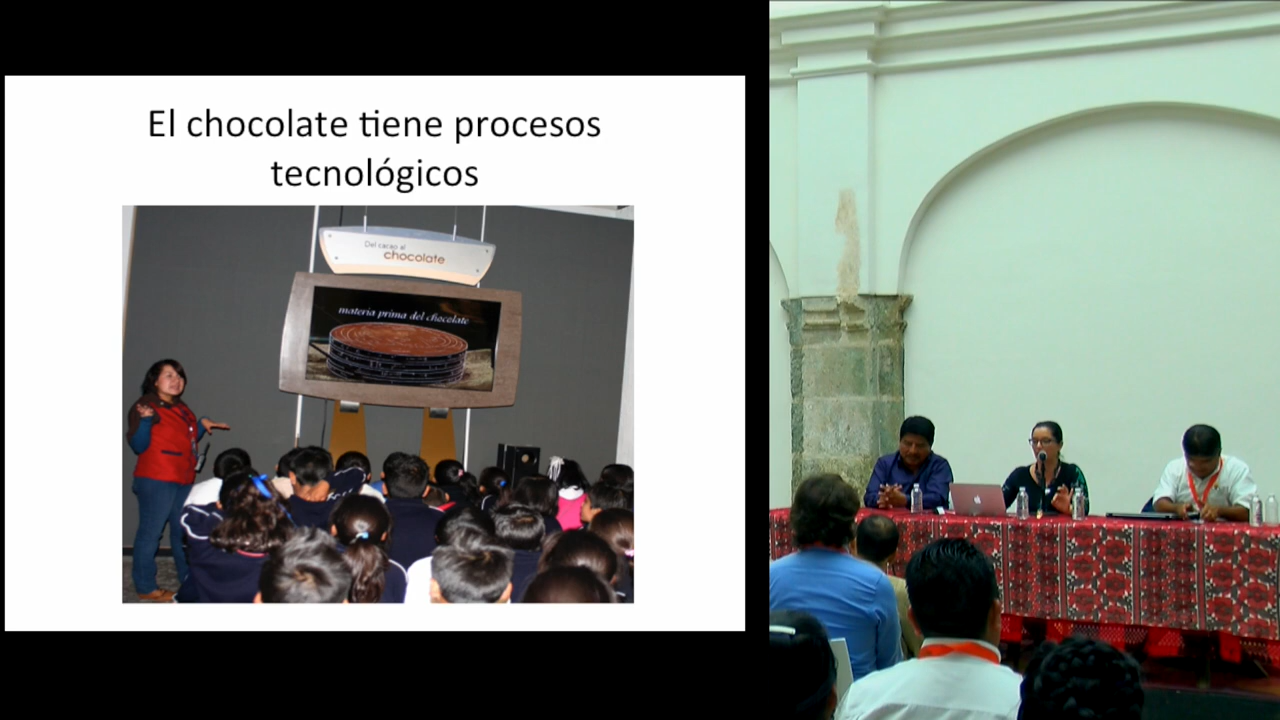 El chocolate tiene procesos
tecnológicos
Del cacao al
chocolate
materia prima del chocolate